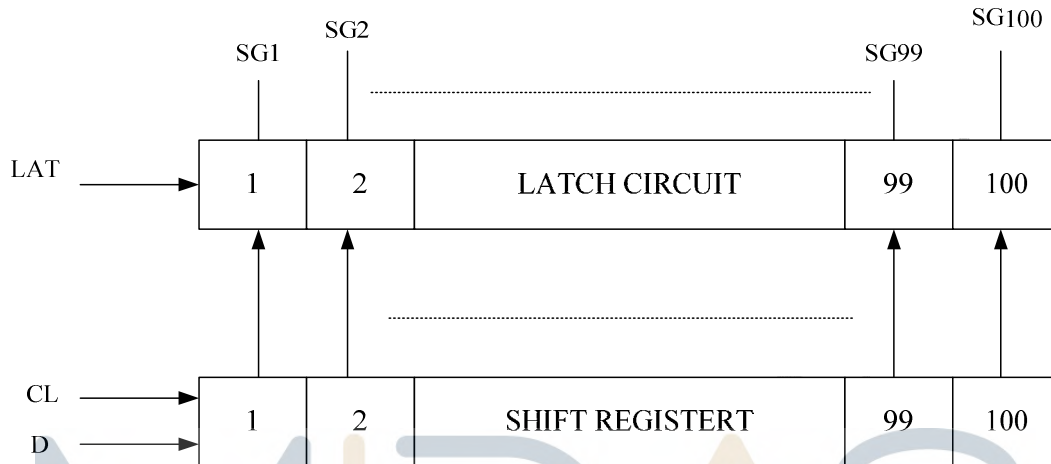 SG1 SG2 SG99 SG100
LAT 1 2 LATCH CIRCUIT 99 100
CL
D 1 2 SHIFT REGISTERT 99 100